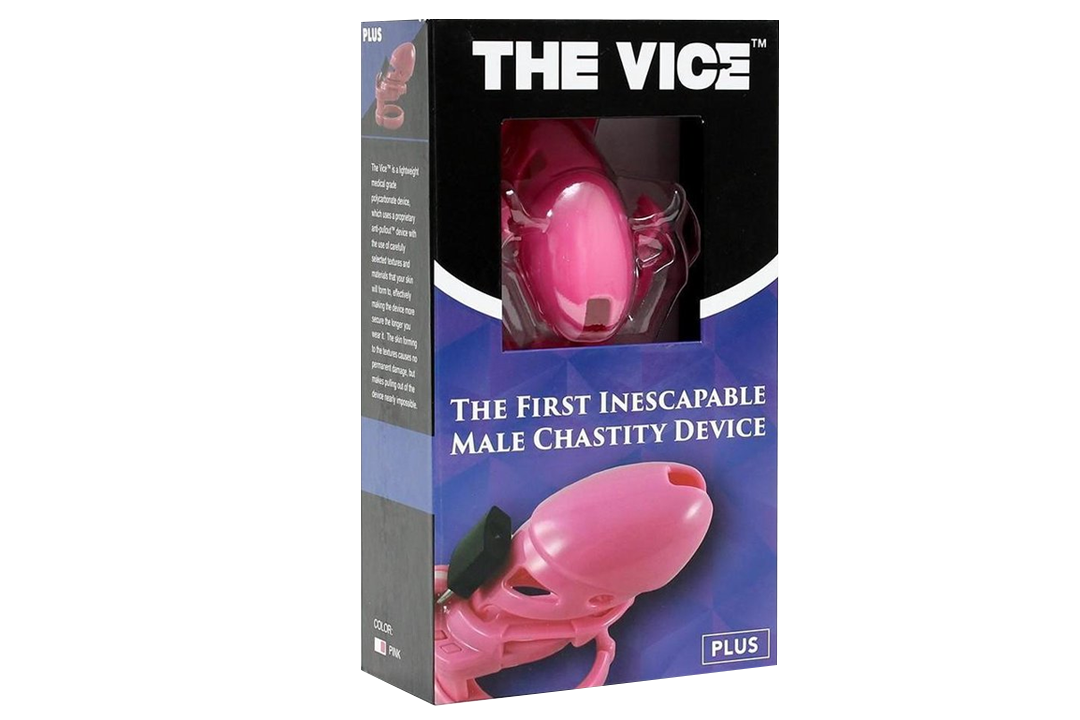 PLUS
The Vice™ is a lightweight
medical grade
polycarbonate device,
which uses a proprietary
anti-pullout™ device with
the use of carefully
selected textures and
materials that your skin
will form to, effectively
making the device more
secure the longer you
wear it. The skin forming
to the textures causes no
permanent damage, but
makes pulling out of the
device nearly impossible.
COLOR:
PINK
THE VICE™
THE FIRST INESCAPABLE
MALE CHASTITY DEVICE
PLUS